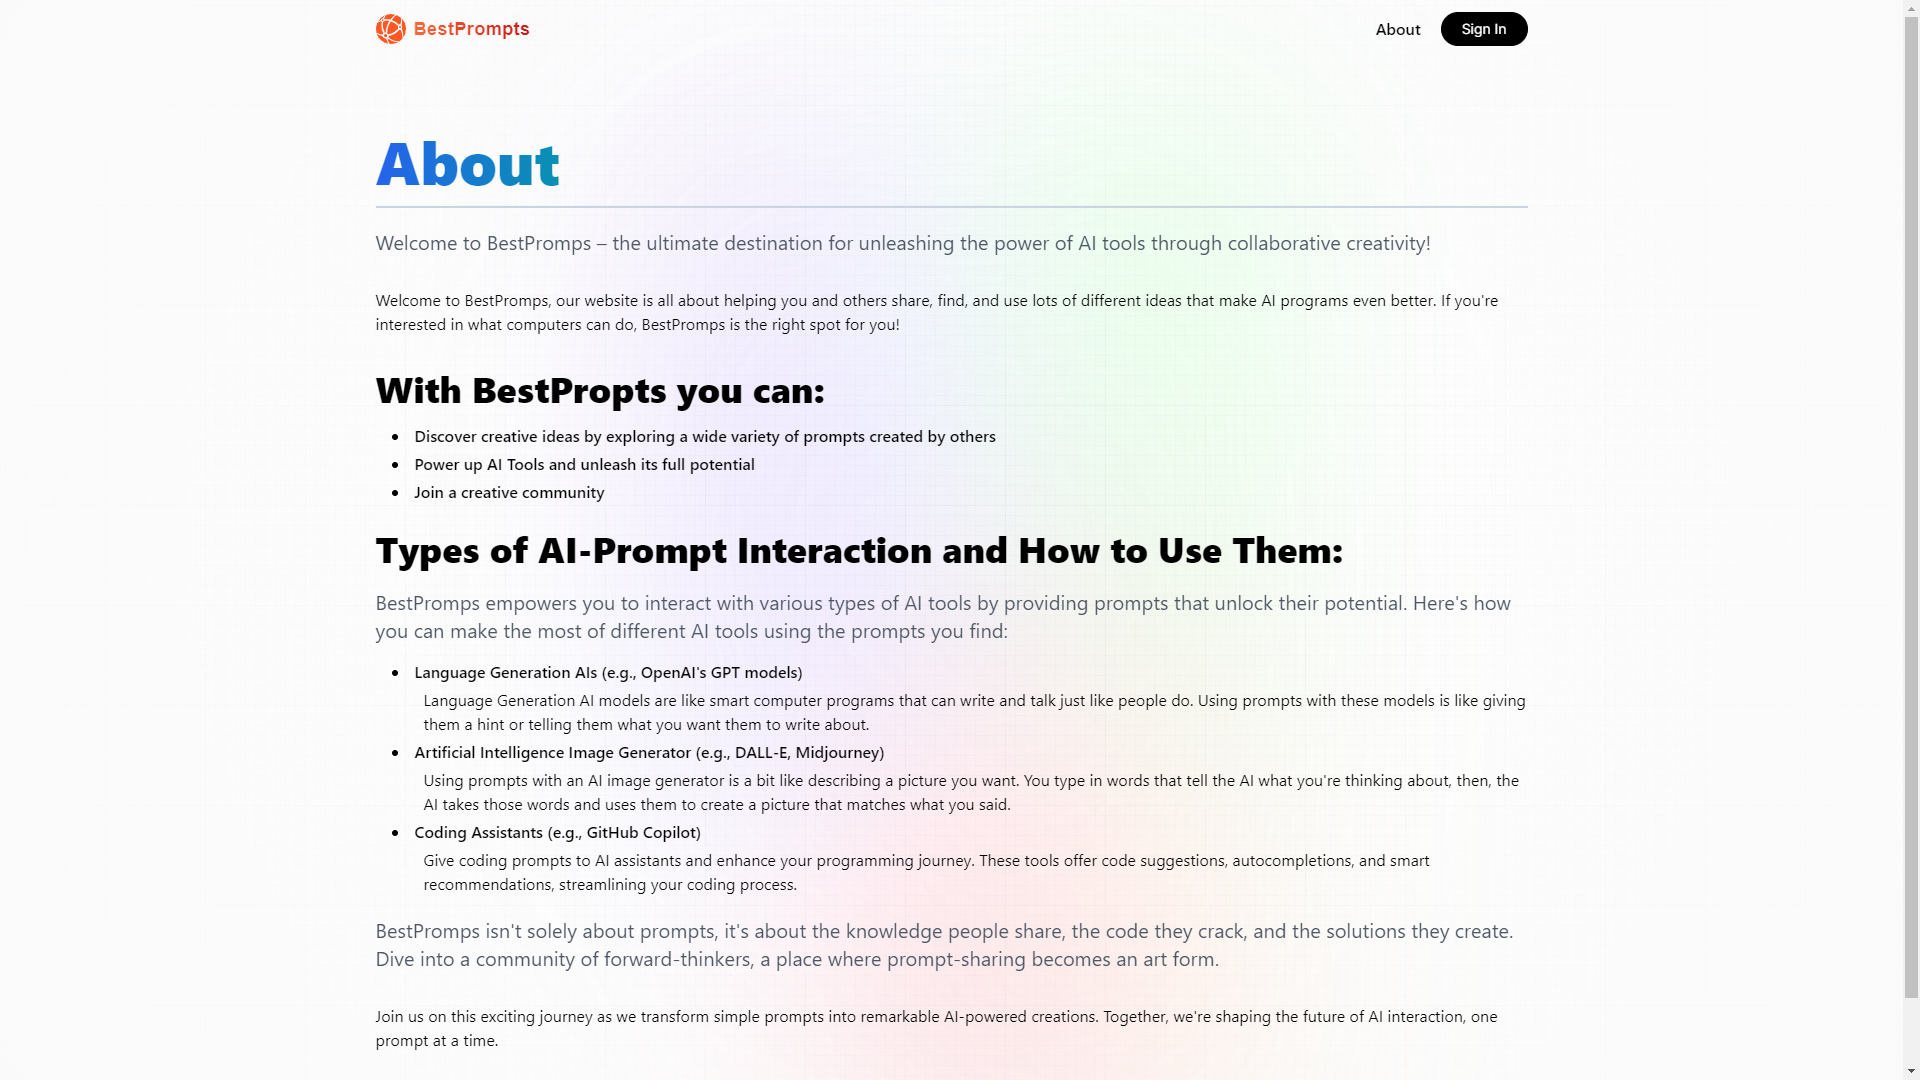 BestPrompts
About
Sign In
About
Welcome to BestPromps – the ultimate destination for unleashing the power of AI tools through collaborative creativity!
Welcome to BestPromps, our website is all about helping you and others share, find, and use lots of different ideas that make AI programs even better. If you're
interested in what computers can do, BestPromps is the right spot for you!
With BestPropts you can:
Discover creative ideas by exploring a wide variety of prompts created by others
Power up AI Tools and unleash its full potential
Join a creative community
Types of AI-Prompt Interaction and How to Use Them:
BestPromps empowers you to interact with various types of AI tools by providing prompts that unlock their potential. Here's how
you can make the most of different AI tools using the prompts you find:
Language Generation AIs (e.g., OpenAI's GPT models)
Language Generation AI models are like smart computer programs that can write and talk just like people do. Using prompts with these models is like giving
them a hint or telling them what you want them to write about.
Artificial Intelligence Image Generator (e.g., DALL-E, Midjourney)
Using prompts with an AI image generator is a bit like describing a picture you want. You type in words that tell the AI what you're thinking about, then, the
AI takes those words and uses them to create a picture that matches what you said.
Coding Assistants (e.g., GitHub Copilot)
Give coding prompts to AI assistants and enhance your programming journey. These tools offer code suggestions, autocompletions, and smart
recommendations, streamlining your coding process.
BestPromps isn't solely about prompts, it's about the knowledge people share, the code they crack, and the solutions they create.
Dive into a community of forward-thinkers, a place where prompt-sharing becomes an art form.
Join us on this exciting journey as we transform simple prompts into remarkable AI-powered creations. Together, we're shaping the future of AI interaction, one
prompt at a time.